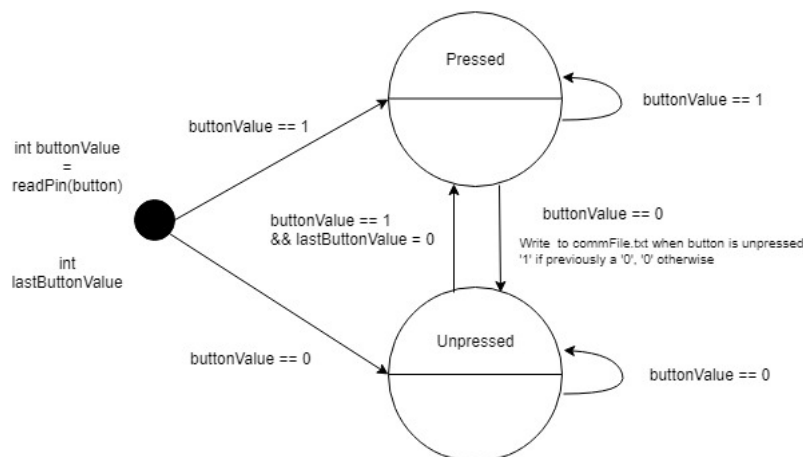 Pressed
buttonValue == 1
buttonValue == 1
int buttonValue
=
readPin(button)
buttonValue == 1
&& lastButtonValue = 0
buttonValue == 0
Write to commFile.txt when button is unpressed
'1' if previously a '0', '0' otherwise
int
lastButtonValue
Unpressed
buttonValue == 0
buttonValue == 0